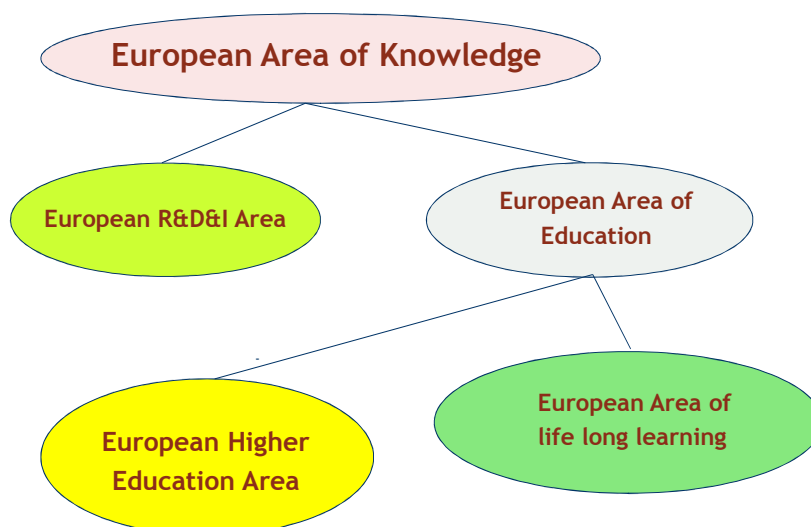 European Area of Knowledge
European R&D&I Area
European Area of
Education
European Higher
Education Area
European Area of
life long learning